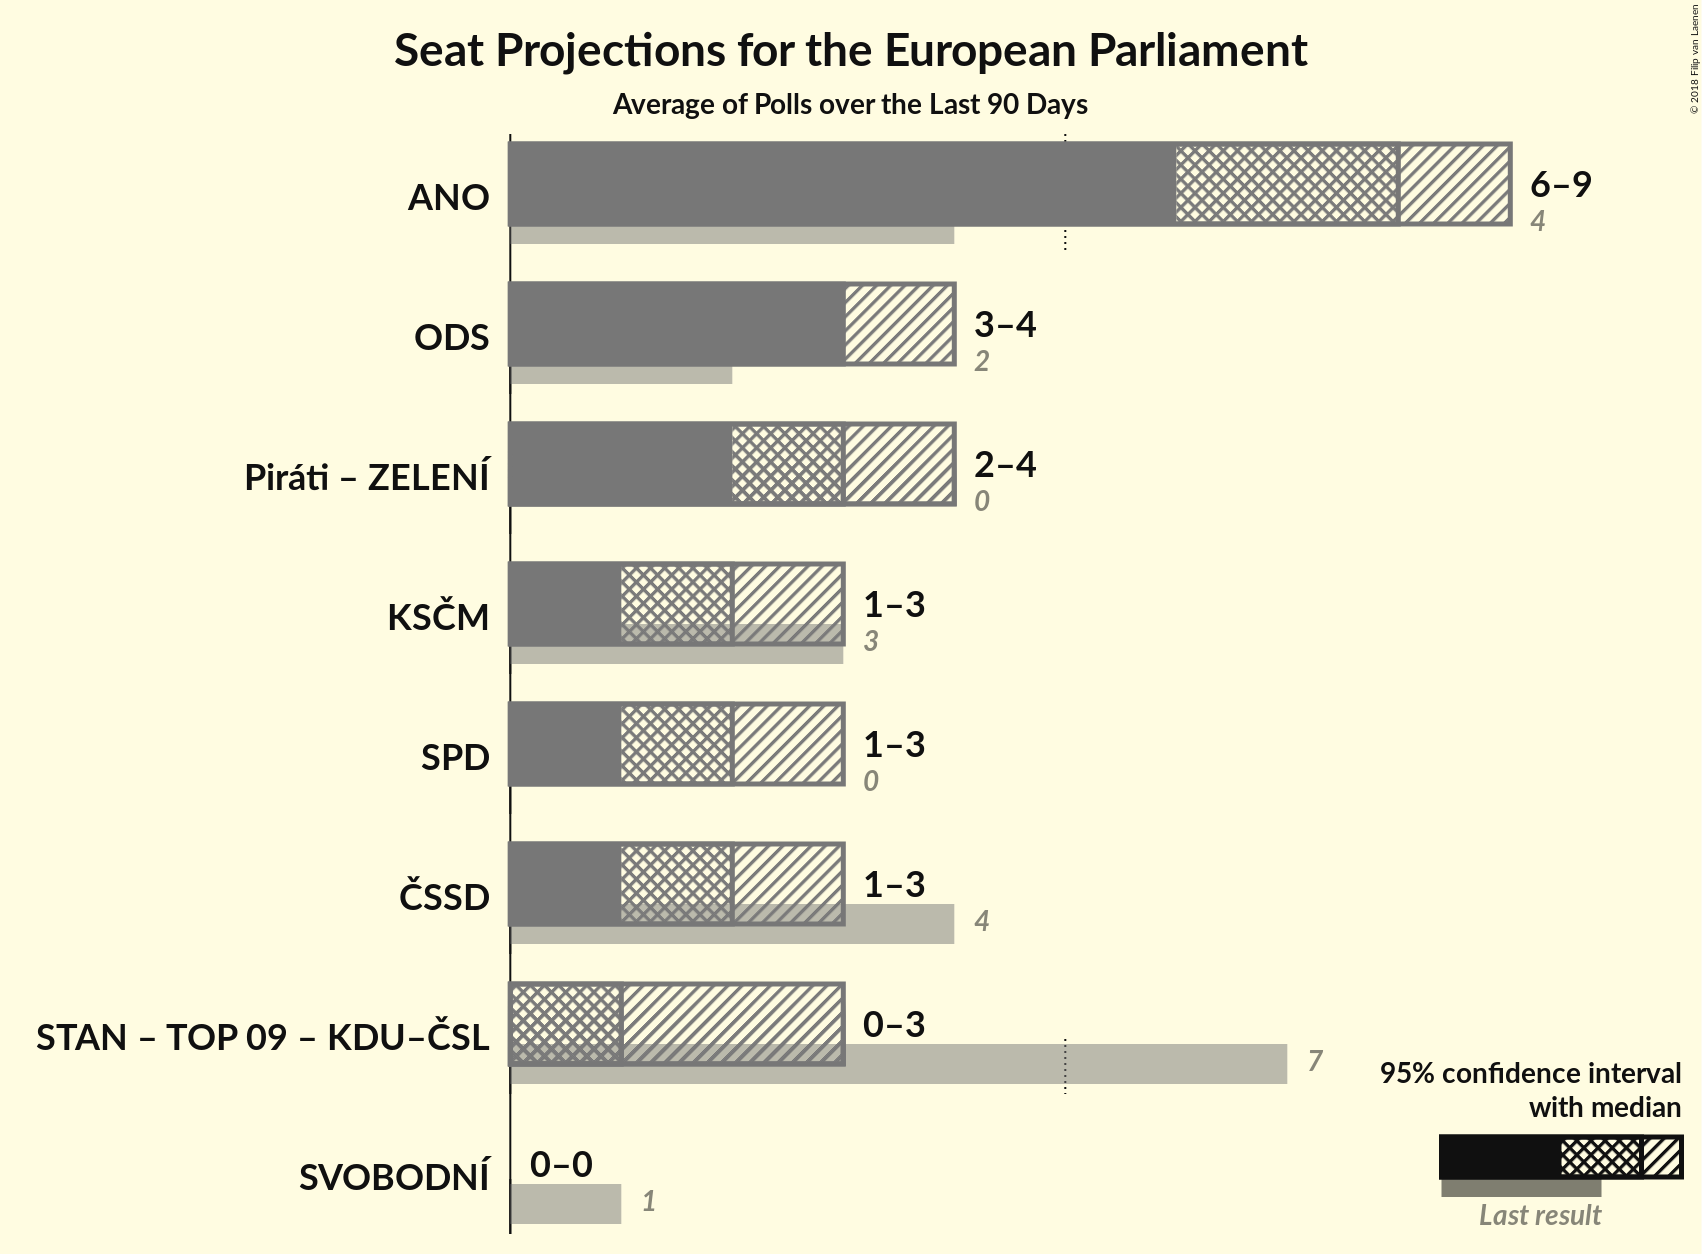 Seat Projections for the European Parliament
Average of Polls over the Last 90 Days
© 2018 Filip van Laenen
ANO
6–9
4
ODS
3–4
2
Piráti – ZELENÍ
2–4
0
KSČM
1–3
3
SPD
1–3
0
ČSSD
1–3
4
STAN – TOP 09 – KDU–ČSL
0–3
7
SVOBODNÍ
0–0
1
95% confidence interval
with median
Last result